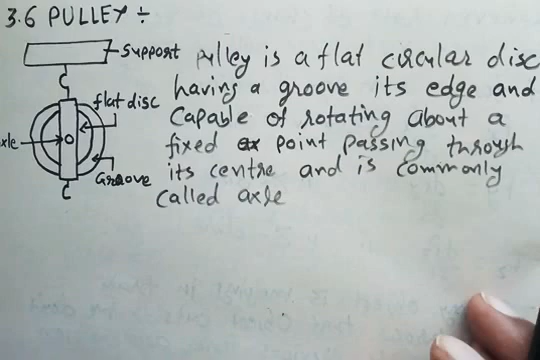 3.6 PULLEY ÷
Support
flat disc
axle
Groove
Pulley is a flat circular disc
having a groove its edge and
capable of rotating about a
fixed point passing through
its centre and is commonly
called axle